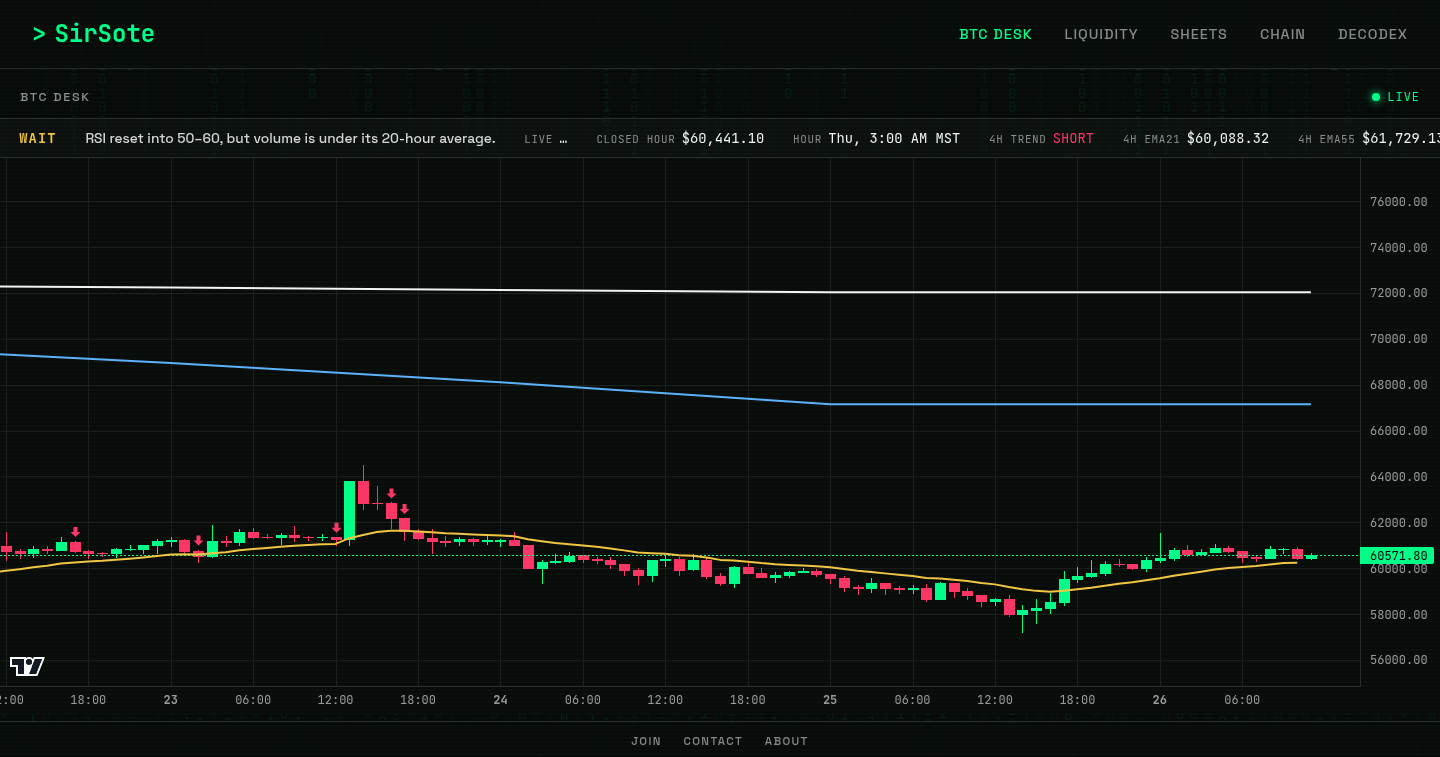 > SirSote
BTC DESK LIQUIDITY SHEETS CHAIN DECODEX
BTC DESK
LIVE
WAIT RSI reset into 50–60, but volume is under its 20-hour average. LIVE … CLOSED HOUR $60,441.10 HOUR Thu, 3:00 AM MST 4H TREND SHORT 4H EMA21 $60,088.32 4H EMA55 $61,729.13
76000.00
74000.00
72000.00
70000.00
68000.00
66000.00
64000.00
62000.00
60571.80
60000.00
58000.00
56000.00
2:00 18:00 23 06:00 12:00 18:00 24 06:00 12:00 18:00 25 06:00 12:00 18:00 26 06:00
JOIN CONTACT ABOUT